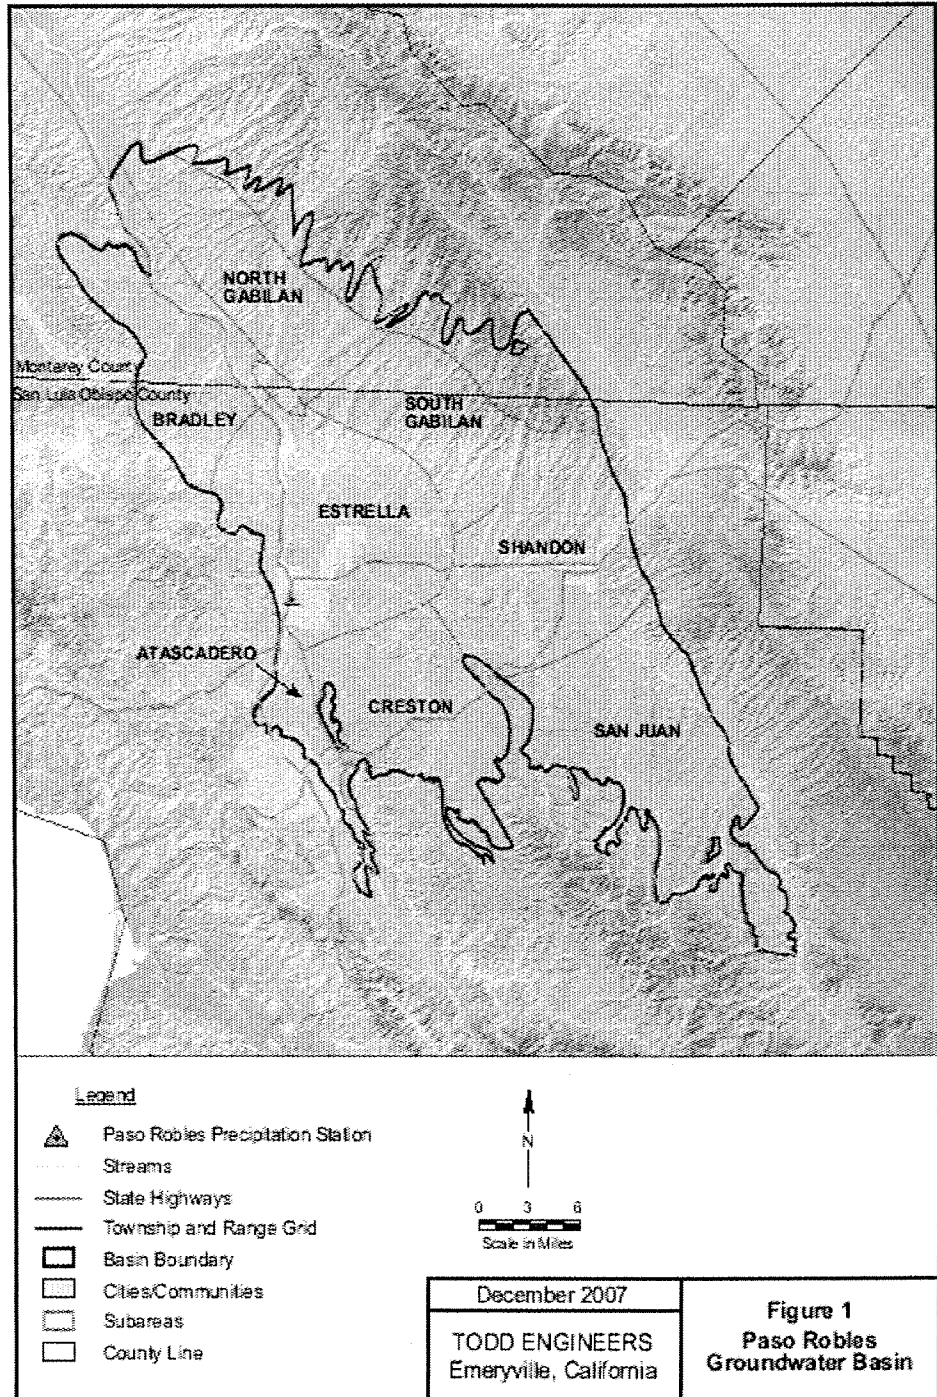 NORTH
GABILAN
Monterey County
San Luis Obispo County
BRADLEY
SOUTH
GABILAN
ESTRELLA
SHANDON
ATASCADERO
CRESTON
SAN JUAN
Legend
Paso Robles Precipitation Station
Streams
State Highways
Township and Range Grid
Basin Boundary
Cities/Communities
Subareas
County Line
N
0 3 6
Scale in Miles
December 2007
TODD ENGINEERS
Emeryville, California
Figure 1
Paso Robles
Groundwater Basin